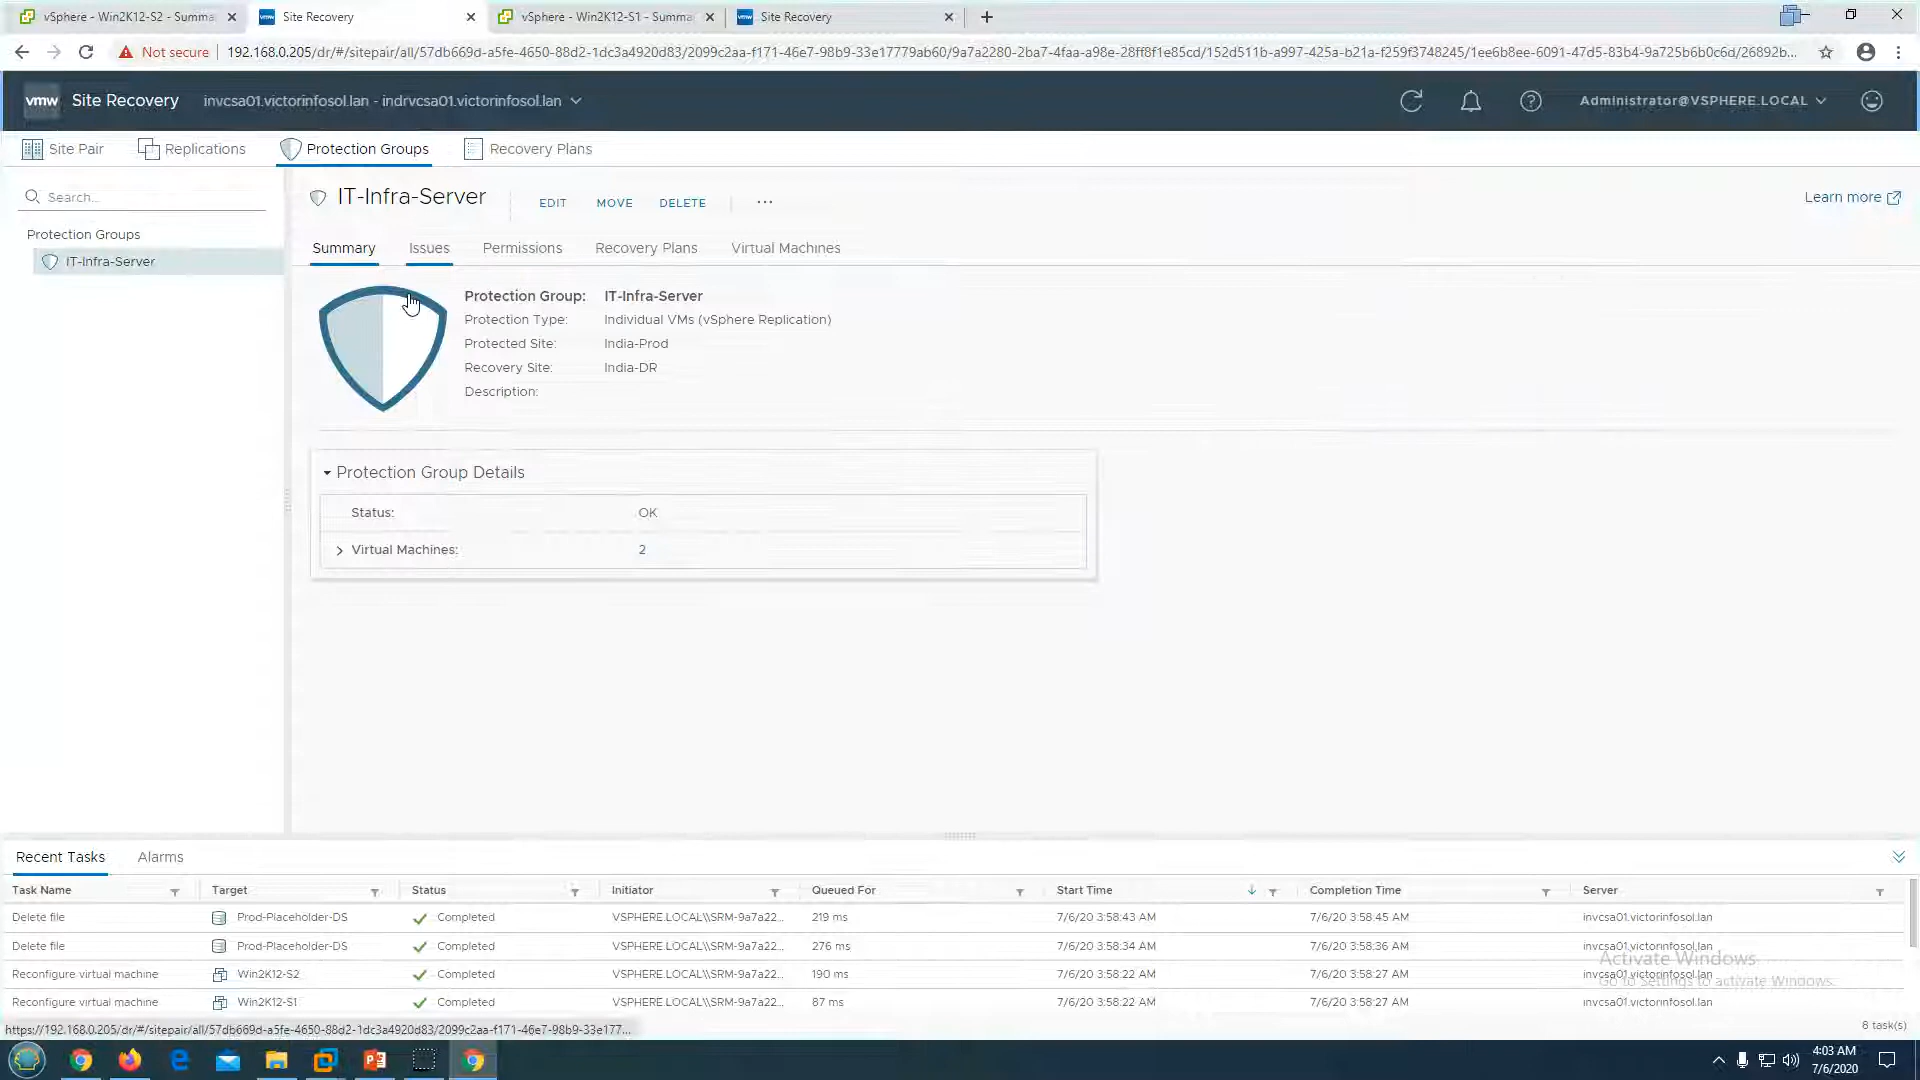 vSphere - Win2K12-S2 - Summa
Site Recovery
vSphere - Win2K12-S1 - Summa
Site Recovery
Not secure
192.168.0.205/dr/#/sitepair/all/57db669d-a5fe-4650-88d2-1dc3a4920d83/2099c2aa-f171-46e7-98b9-33e17779ab60/9a7a2280-2ba7-4faa-a98e-28ff8f1e85cd/152d511b-a997-425a-b21a-f259f3748245/1ee6b8ee-6091-47d5-83b4-9a725b6b0c6d/26892b...
vmw Site Recovery invcsa01.victorinfosol.lan - indrvcsa01.victorinfosol.lan
Administrator@VSPHERE.LOCAL
Site Pair Replications Protection Groups Recovery Plans
Search...
Protection Groups
IT-Infra-Server
IT-Infra-Server EDIT MOVE DELETE ...
Learn more
Summary Issues Permissions Recovery Plans Virtual Machines
Protection Group: IT-Infra-Server
Protection Type: Individual VMs (vSphere Replication)
Protected Site: India-Prod
Recovery Site: India-DR
Description:
Protection Group Details
Status: OK
Virtual Machines: 2
Recent Tasks Alarms
Task Name Target Status Initiator Queued For Start Time Completion Time Server
Delete file Prod-Placeholder-DS Completed VSPHERE.LOCAL\\SRM-9a7a22... 219 ms 7/6/20 3:58:43 AM 7/6/20 3:58:45 AM invcsa01.victorinfosol.lan
Delete file Prod-Placeholder-DS Completed VSPHERE.LOCAL\\SRM-9a7a22... 276 ms 7/6/20 3:58:34 AM 7/6/20 3:58:36 AM invcsa01.victorinfosol.lan
Reconfigure virtual machine Win2K12-S2 Completed VSPHERE.LOCAL\\SRM-9a7a22... 190 ms 7/6/20 3:58:22 AM 7/6/20 3:58:27 AM invcsa01.victorinfosol.lan
Reconfigure virtual machine Win2K12-S1 Completed VSPHERE.LOCAL\\SRM-9a7a22... 87 ms 7/6/20 3:58:22 AM 7/6/20 3:58:27 AM invcsa01.victorinfosol.lan
Activate Windows
Go to Settings to activate Windows.
https://192.168.0.205/dr/#/sitepair/all/57db669d-a5fe-4650-88d2-1dc3a4920d83/2099c2aa-f171-46e7-98b9-33e177...
8 task(s)
4:03 AM
7/6/2020